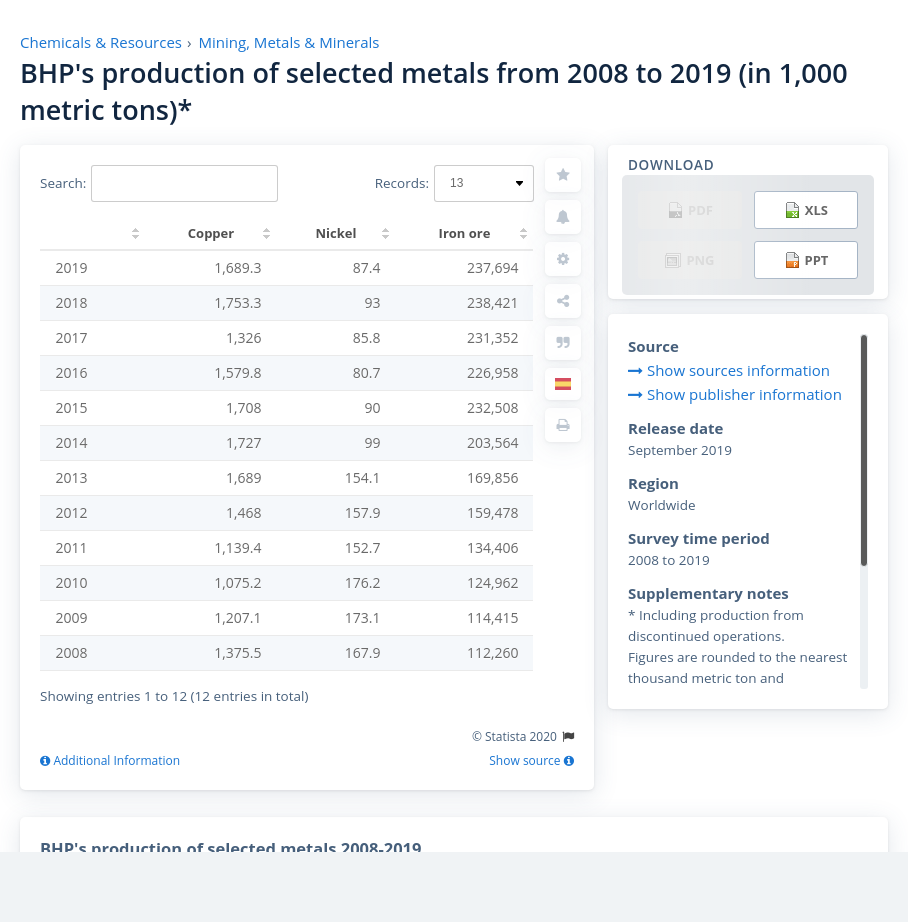 Chemicals & Resources › Mining, Metals & Minerals
BHP's production of selected metals from 2008 to 2019 (in 1,000
metric tons)*
Search:
Records: 13
Copper Nickel Iron ore
2019 1,689.3 87.4 237,694
2018 1,753.3 93 238,421
2017 1,326 85.8 231,352
2016 1,579.8 80.7 226,958
2015 1,708 90 232,508
2014 1,727 99 203,564
2013 1,689 154.1 169,856
2012 1,468 157.9 159,478
2011 1,139.4 152.7 134,406
2010 1,075.2 176.2 124,962
2009 1,207.1 173.1 114,415
2008 1,375.5 167.9 112,260
Showing entries 1 to 12 (12 entries in total)
© Statista 2020
Additional Information
Show source
DOWNLOAD
PDF XLS
PNG PPT
Source
Show sources information
Show publisher information
Release date
September 2019
Region
Worldwide
Survey time period
2008 to 2019
Supplementary notes
* Including production from
discontinued operations.
Figures are rounded to the nearest
thousand metric ton and
BHP's production of selected metals 2008-2019